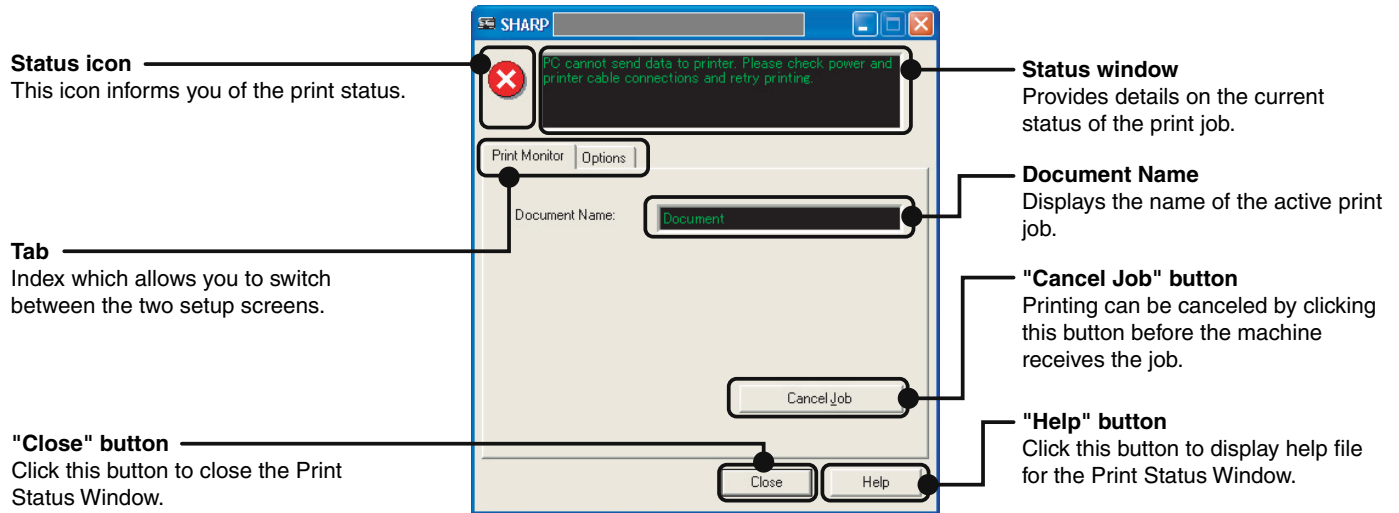 SHARP
Status icon
This icon informs you of the print status.
PC cannot send data to printer. Please check power and
printer cable connections and retry printing.
Status window
Provides details on the current
status of the print job.
Print Monitor
Options
Document Name:
Document
Document Name
Displays the name of the active print
job.
Tab
Index which allows you to switch
between the two setup screens.
"Cancel Job" button
Printing can be canceled by clicking
this button before the machine
receives the job.
Cancel Job
"Close" button
Click this button to close the Print
Status Window.
Close
Help
"Help" button
Click this button to display help file
for the Print Status Window.